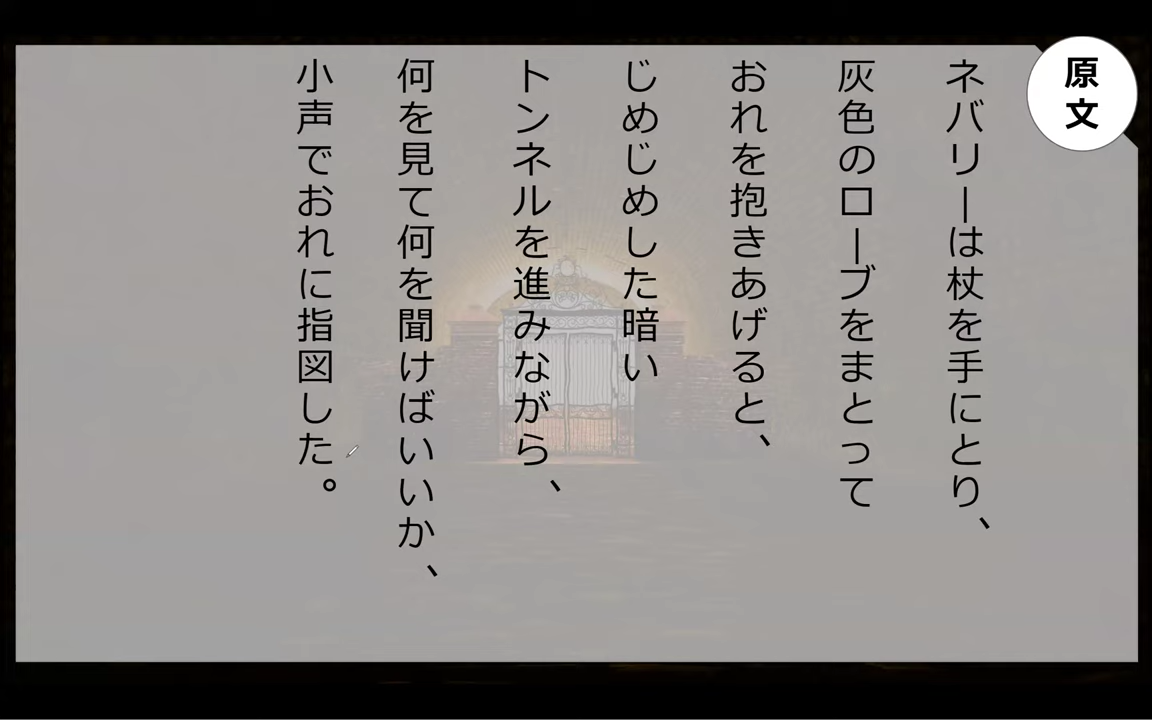 原文
ネバリーは杖を手にとり、
灰色のローブをまとって
おれを抱きあげると、
じめじめした暗い
トンネルを進みながら、
何を見て何を聞けばいいか、
小声でおれに指図した。